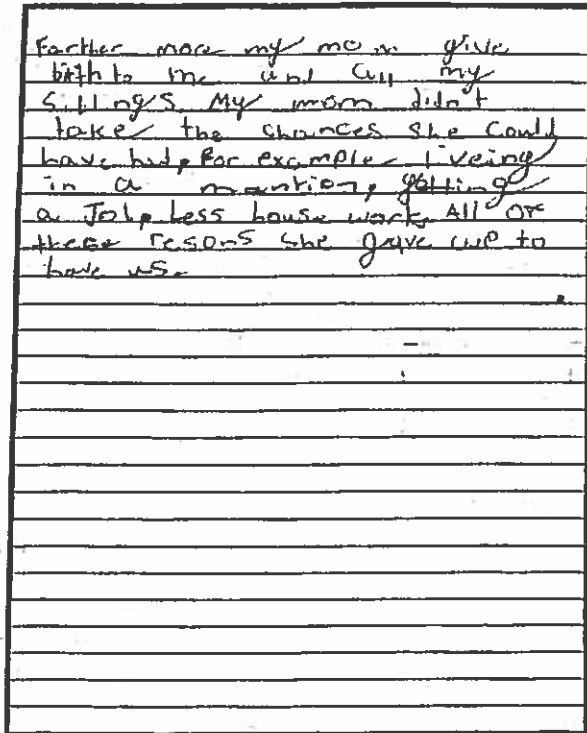 Farther more my mom give
birth to me and all my
sillings. My mom didn't
take the chances she could
have had, for example liveing
in a mantion, getting
a Job, Less house work. All of
these resons she gave up to
have us.